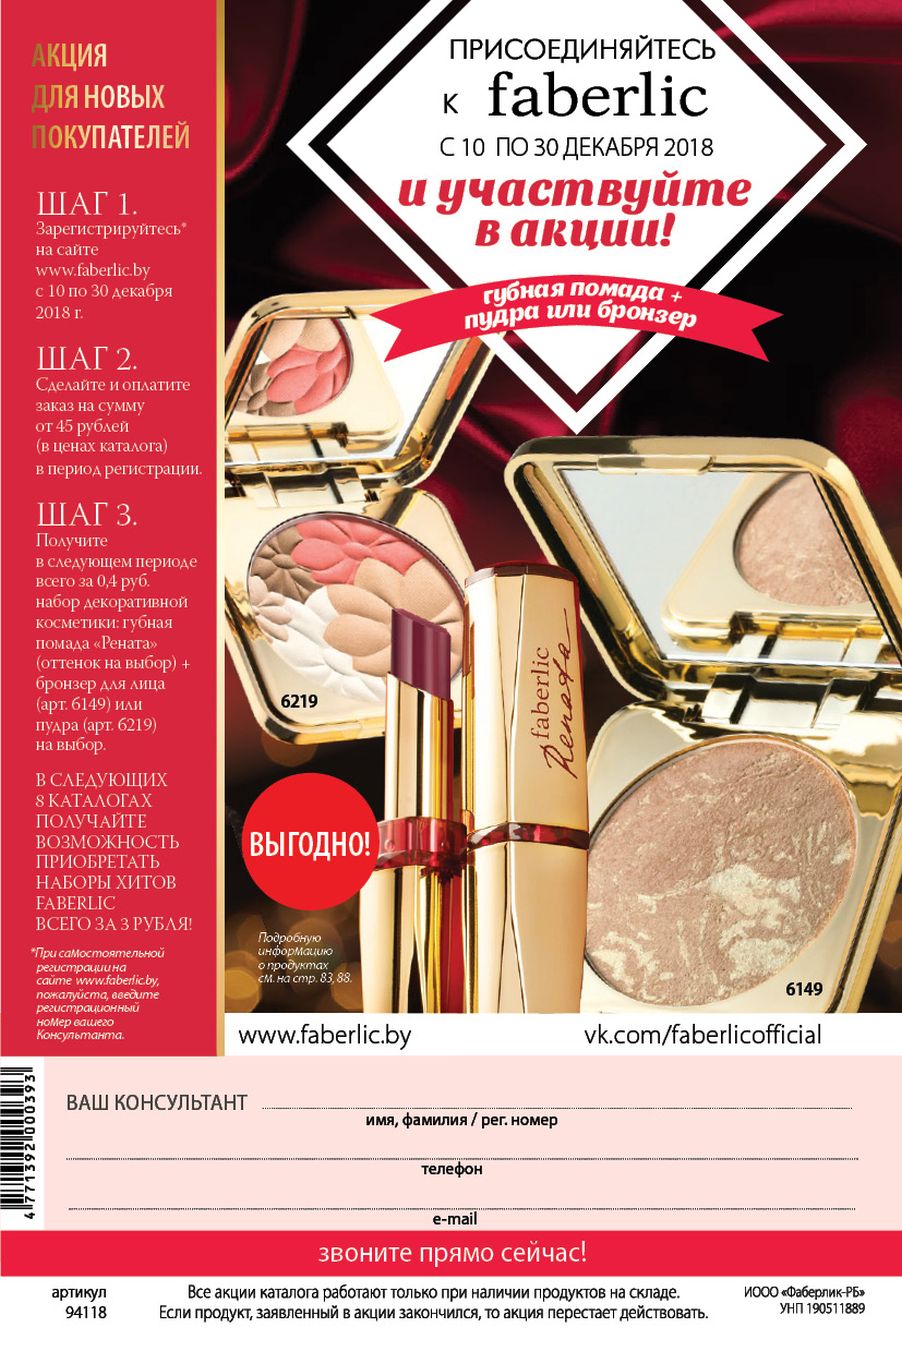 АКЦИЯ
ДЛЯ НОВЫХ
ПОКУПАТЕЛЕЙ
ШАГ 1.
Зарегистрируйтесь*
на сайте
www.faberlic.by
с 10 по 30 декабря
2018 г.
ШАГ 2.
Сделайте и оплатите
заказ на сумму
от 45 рублей
(в ценах каталога)
в период регистрации.
ШАГ 3.
Получите
в следующем периоде
всего за 0,4 руб.
набор декоративной
косметики: губная
помада «Рената»
(оттенок на выбор) +
бронзер для лица
(арт. 6149) или
пудра (арт. 6219)
на выбор.
В СЛЕДУЮЩИХ
8 КАТАЛОГАХ
ПОЛУЧАЙТЕ
ВОЗМОЖНОСТЬ
ПРИОБРЕТАТЬ
НАБОРЫ ХИТОВ
FABERLIC
ВСЕГО ЗА 3 РУБЛЯ!
*При самостоятельной
регистрации на
сайте www.faberlic.by,
пожалуйста, введите
регистрационный
номер вашего
Консультанта.
ПРИСОЕДИНЯЙТЕСЬ
К faberlic
С 10 ПО 30 ДЕКАБРЯ 2018
и участвуйте
в акции!
губная помада +
пудра или бронзер
6219
faberlic
Renata
ВЫГОДНО!
Подробную
информацию
о продуктах
см. на стр. 83, 88.
6149
www.faberlic.by
vk.com/faberlicofficial
4 771392 000393
ВАШ КОНСУЛЬТАНТ
имя, фамилия / рег. номер
телефон
e-mail
звоните прямо сейчас!
артикул
94118
Все акции каталога работают только при наличии продуктов на складе.
Если продукт, заявленный в акции закончился, то акция перестает действовать.
ИООО «Фаберлик-РБ»
УНП 190511889